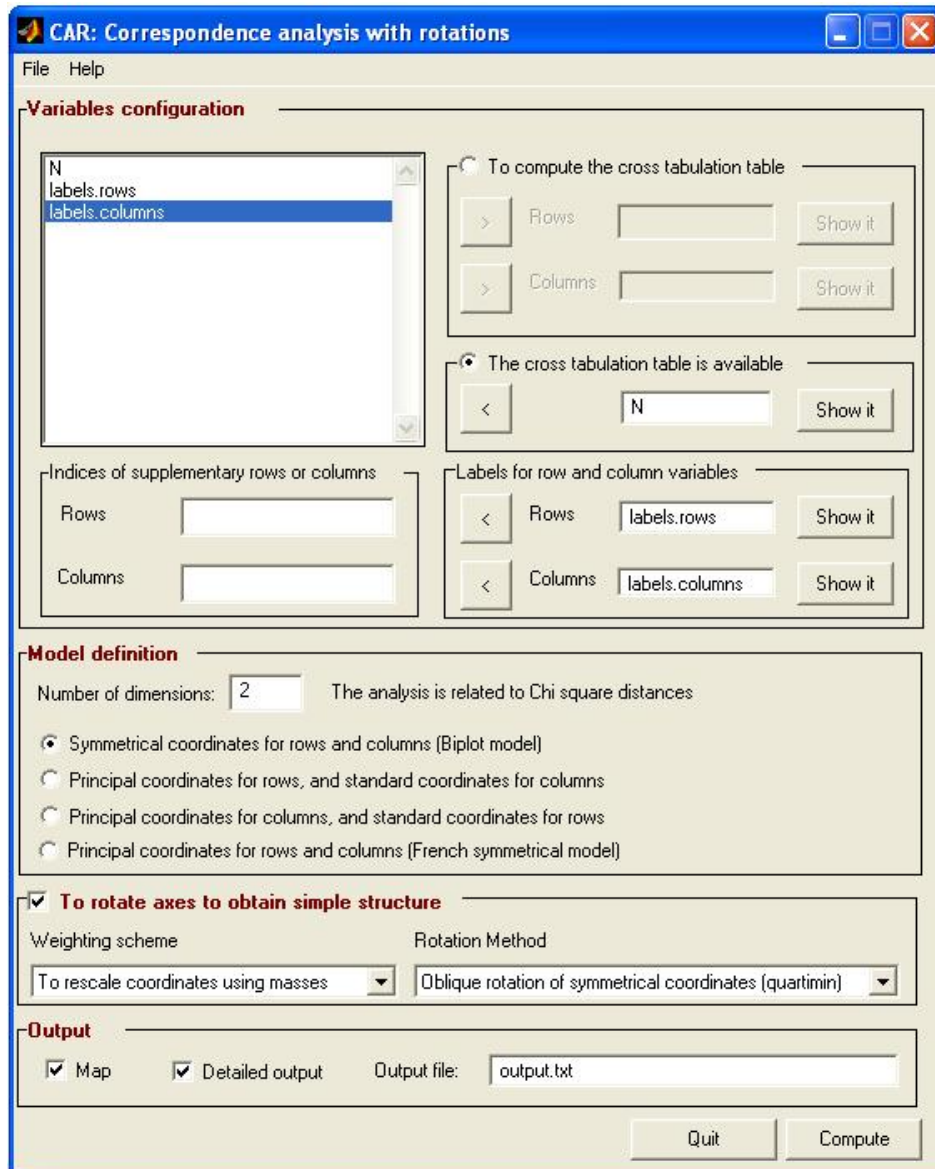 CAR: Correspondence analysis with rotations
File Help
Variables configuration
N
labels.rows
labels.columns
To compute the cross tabulation table
> Rows Show it
> Columns Show it
The cross tabulation table is available
< N Show it
Indices of supplementary rows or columns
Rows
Columns
Labels for row and column variables
< Rows labels.rows Show it
< Columns labels.columns Show it
Model definition
Number of dimensions: 2 The analysis is related to Chi square distances
Symmetrical coordinates for rows and columns (Biplot model)
Principal coordinates for rows, and standard coordinates for columns
Principal coordinates for columns, and standard coordinates for rows
Principal coordinates for rows and columns (French symmetrical model)
To rotate axes to obtain simple structure
Weighting scheme Rotation Method
To rescale coordinates using masses Oblique rotation of symmetrical coordinates (quartimin)
Output
Map Detailed output Output file: output.txt
Quit Compute